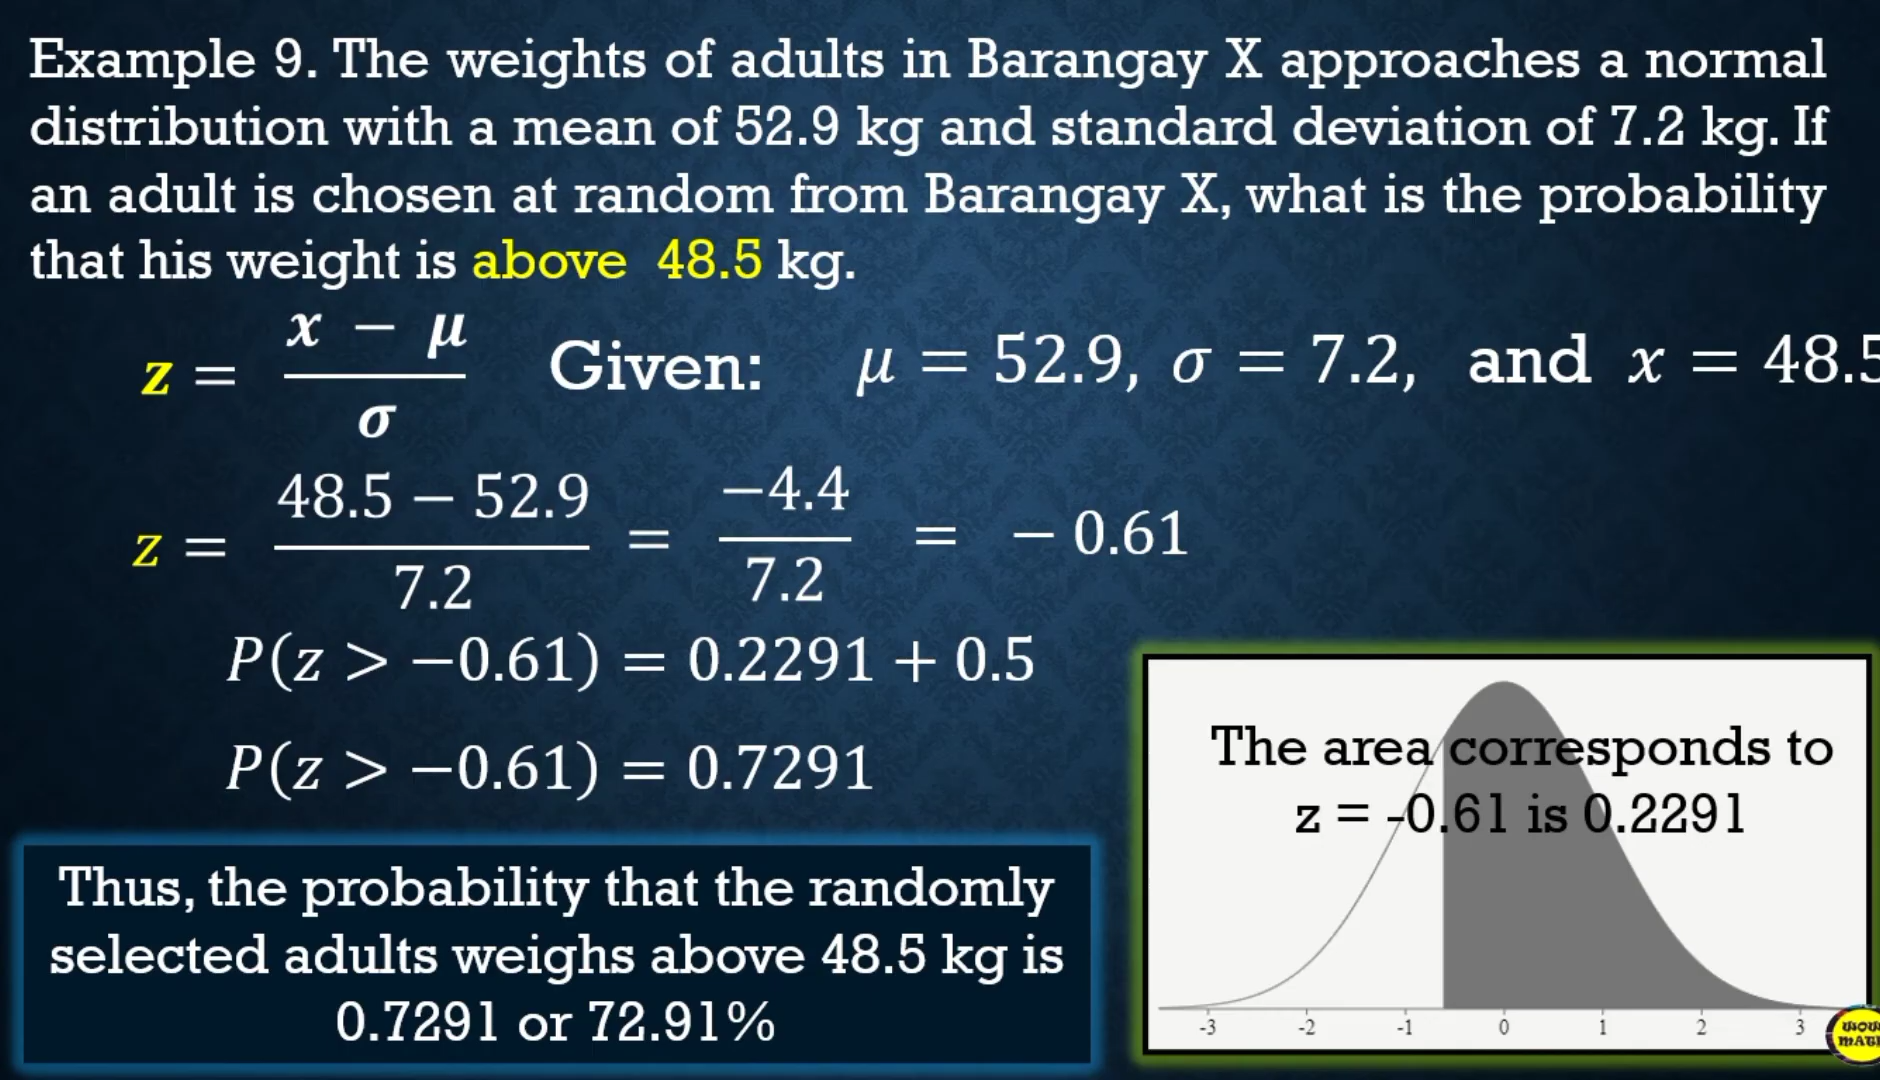 Example 9. The weights of adults in Barangay X approaches a normal
distribution with a mean of 52.9 kg and standard deviation of 7.2 kg. If
an adult is chosen at random from Barangay X, what is the probability
that his weight is above 48.5 kg.
z = (x − μ) / σ Given: μ = 52.9, σ = 7.2, and x = 48.5
z = (48.5 − 52.9) / 7.2 = −4.4 / 7.2 = − 0.61
P(z > −0.61) = 0.2291 + 0.5
P(z > −0.61) = 0.7291
The area corresponds to
z = -0.61 is 0.2291
-3 -2 -1 0 1 2 3
Thus, the probability that the randomly
selected adults weighs above 48.5 kg is
0.7291 or 72.91%